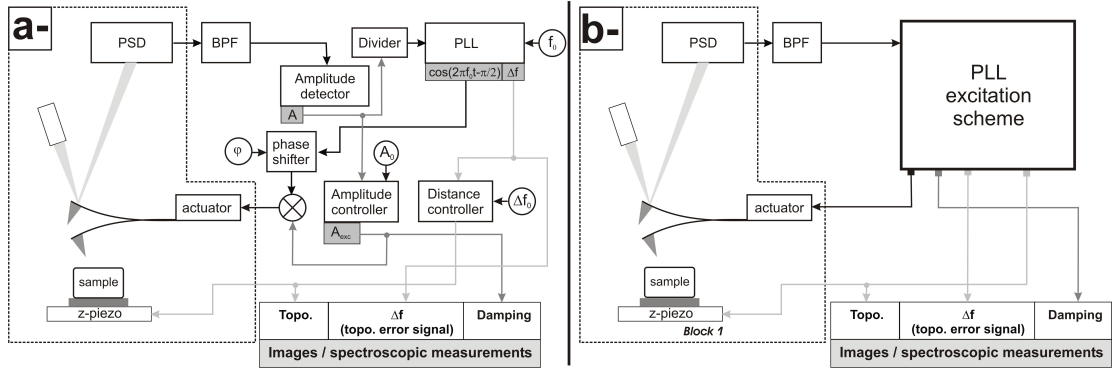 a-
PSD
BPF
Divider
PLL
f₀
cos(2πf₀t-π/2)
Δf
Amplitude
detector
A
φ
phase
shifter
A₀
Amplitude
controller
Distance
controller
Δf₀
actuator
Aexc
sample
z-piezo
Topo.
Δf
(topo. error signal)
Damping
Images / spectroscopic measurements
b-
PSD
BPF
PLL
excitation
scheme
actuator
sample
z-piezo
Block 1
Topo.
Δf
(topo. error signal)
Damping
Images / spectroscopic measurements